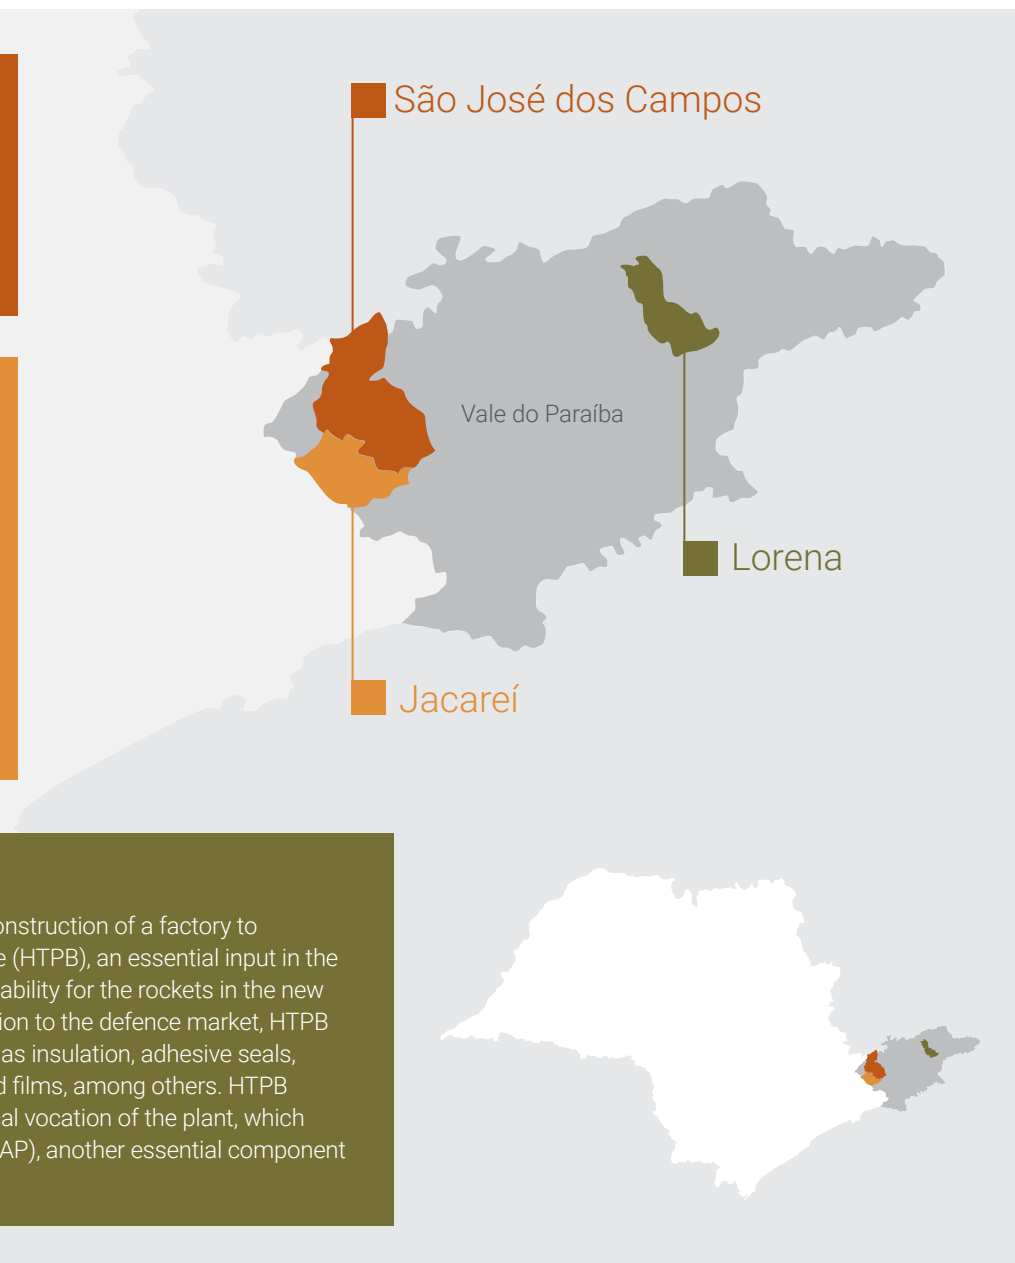 São José dos Campos
Vale do Paraíba
Lorena
Jacareí
onstruction of a factory to
e (HTPB), an essential input in the
ability for the rockets in the new
ion to the defence market, HTPB
as insulation, adhesive seals,
d films, among others. HTPB
al vocation of the plant, which
AP), another essential component